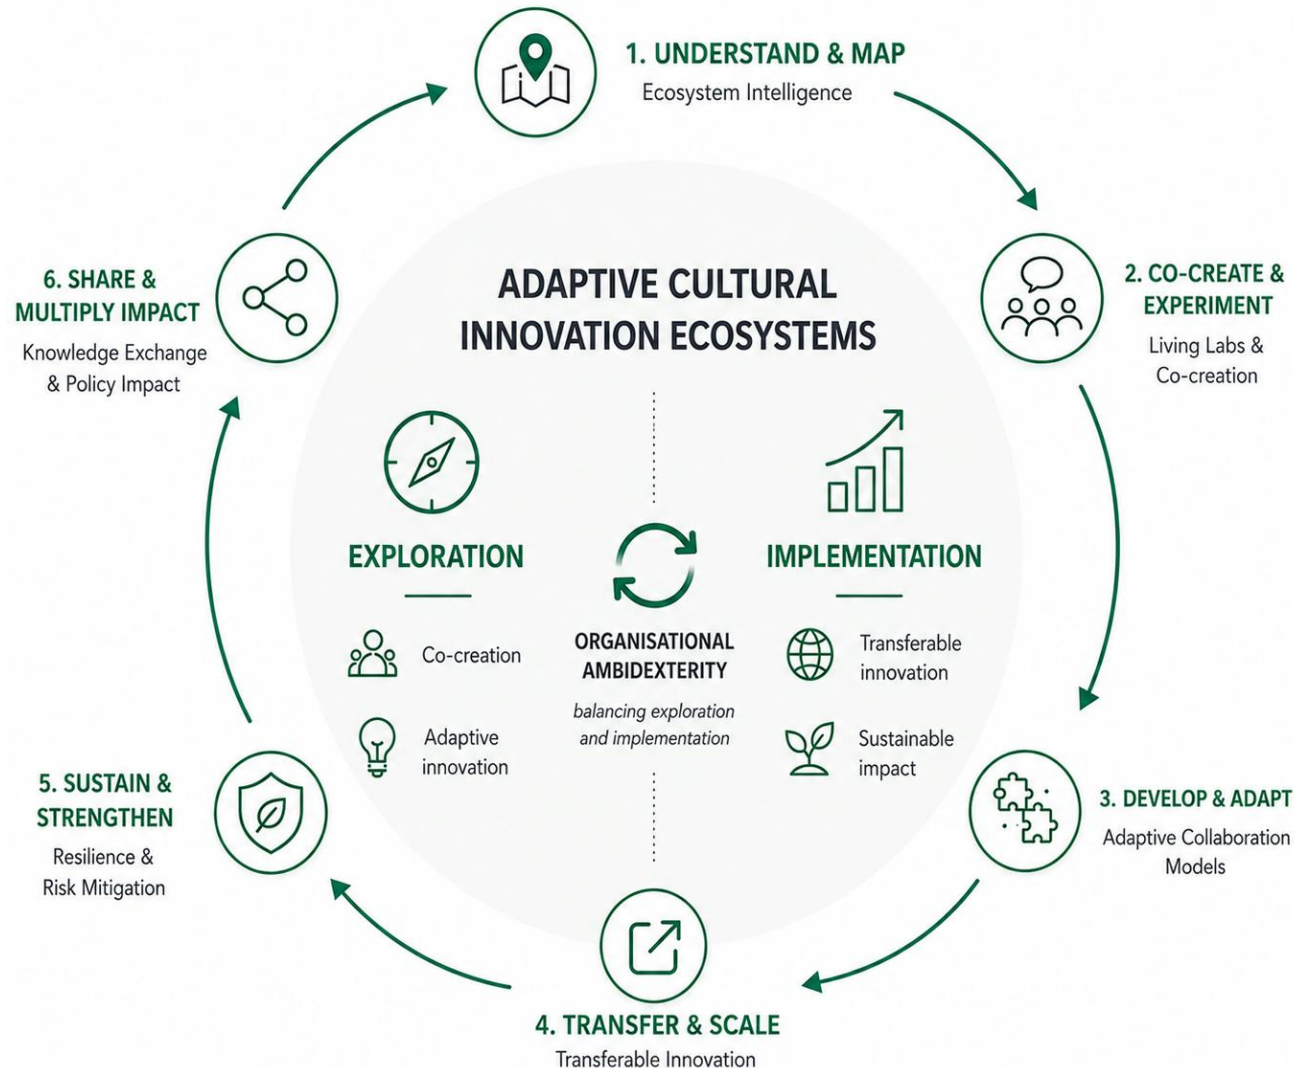 1. UNDERSTAND & MAP
Ecosystem Intelligence
2. CO-CREATE &
EXPERIMENT
Living Labs &
Co-creation
3. DEVELOP & ADAPT
Adaptive Collaboration
Models
4. TRANSFER & SCALE
Transferable Innovation
5. SUSTAIN &
STRENGTHEN
Resilience &
Risk Mitigation
6. SHARE &
MULTIPLY IMPACT
Knowledge Exchange
& Policy Impact
ADAPTIVE CULTURAL
INNOVATION ECOSYSTEMS
EXPLORATION
Co-creation
Adaptive
innovation
ORGANISATIONAL
AMBIDEXTERITY
balancing exploration
and implementation
IMPLEMENTATION
Transferable
innovation
Sustainable
impact